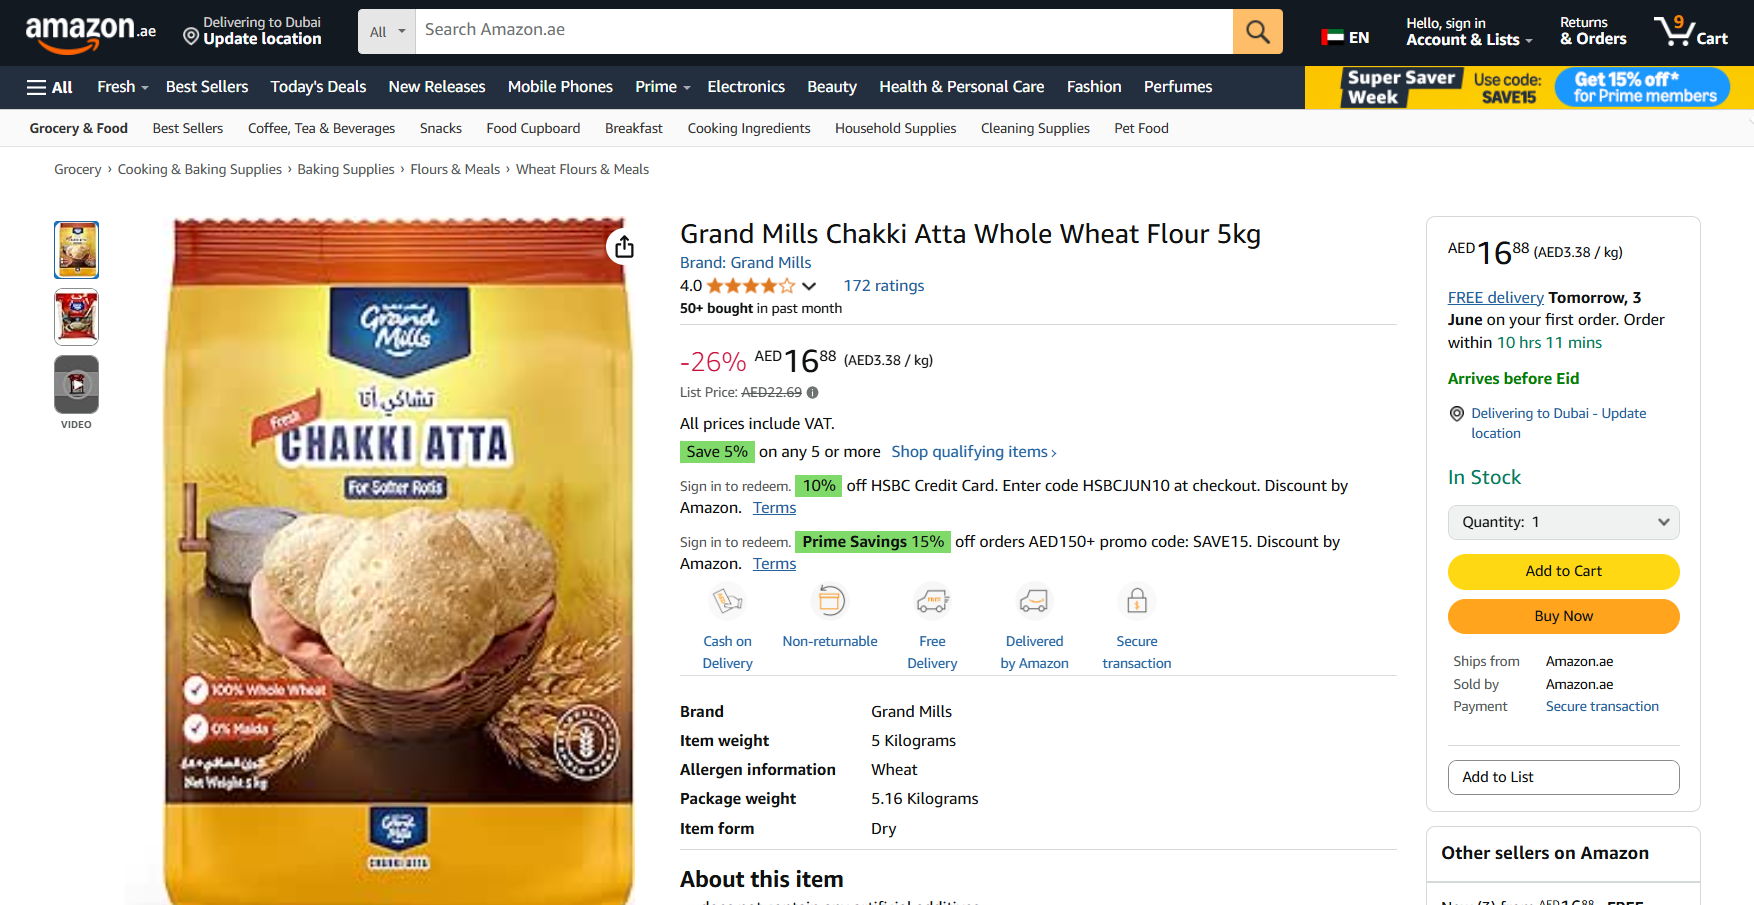 amazon.ae
Delivering to Dubai
Update location
All
Search Amazon.ae
EN
Hello, sign in
Account & Lists
Returns
& Orders
9
Cart
All
Fresh
Best Sellers
Today's Deals
New Releases
Mobile Phones
Prime
Electronics
Beauty
Health & Personal Care
Fashion
Perfumes
Super Saver
Week
Use code:
SAVE15
Get 15% off*
for Prime members
Grocery & Food
Best Sellers
Coffee, Tea & Beverages
Snacks
Food Cupboard
Breakfast
Cooking Ingredients
Household Supplies
Cleaning Supplies
Pet Food
Grocery › Cooking & Baking Supplies › Baking Supplies › Flours & Meals › Wheat Flours & Meals
VIDEO
Grand
Mills
تشاكي أتا
Fresh
CHAKKI ATTA
For Softer Rotis
100% Whole Wheat
0% Maida
Net Weight 5 kg
QUALITY
Grand
Mills
CHAKKI ATTA
Grand Mills Chakki Atta Whole Wheat Flour 5kg
Brand: Grand Mills
4.0
172 ratings
50+ bought in past month
-26% AED16 88 (AED3.38 / kg)
List Price: AED22.69
All prices include VAT.
Save 5% on any 5 or more Shop qualifying items ›
Sign in to redeem. 10% off HSBC Credit Card. Enter code HSBCJUN10 at checkout. Discount by
Amazon. Terms
Sign in to redeem. Prime Savings 15% off orders AED150+ promo code: SAVE15. Discount by
Amazon. Terms
Cash on
Delivery
Non-returnable
Free
Delivery
Delivered
by Amazon
Secure
transaction
Brand Grand Mills
Item weight 5 Kilograms
Allergen information Wheat
Package weight 5.16 Kilograms
Item form Dry
About this item
AED16 88 (AED3.38 / kg)
FREE delivery Tomorrow, 3
June on your first order. Order
within 10 hrs 11 mins
Arrives before Eid
Delivering to Dubai - Update
location
In Stock
Quantity: 1
Add to Cart
Buy Now
Ships from Amazon.ae
Sold by Amazon.ae
Payment Secure transaction
Add to List
Other sellers on Amazon